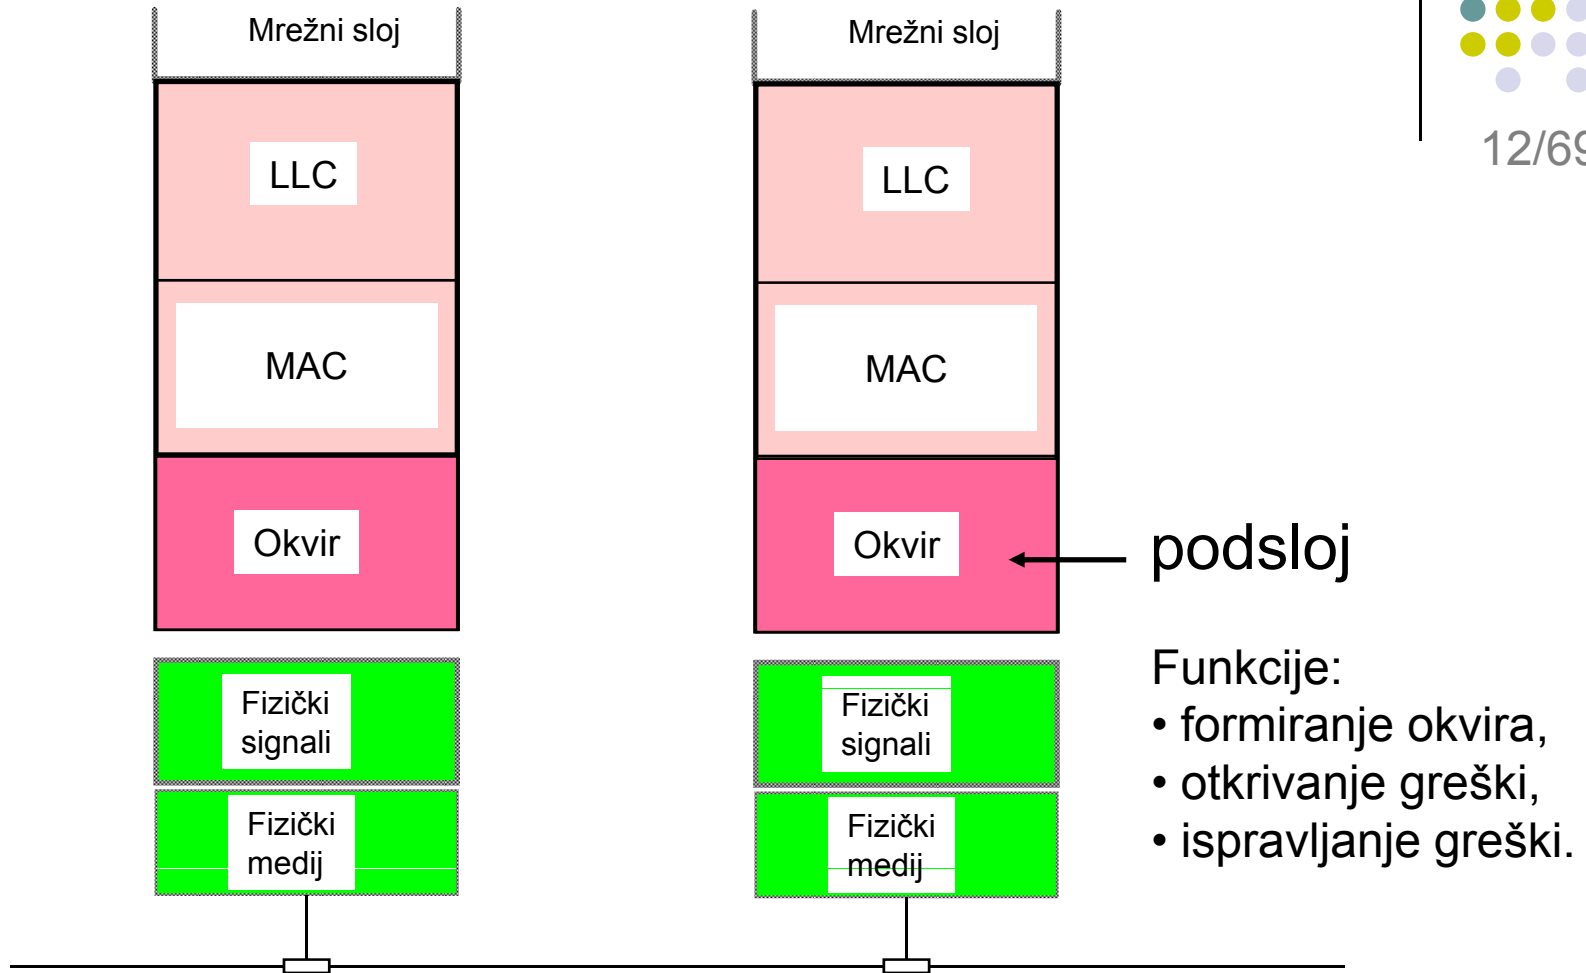 Mrežni sloj
Mrežni sloj
12/69
LLC
LLC
MAC
MAC
Okvir
Okvir
podsloj
Fizički
signali
Fizički
signali
Fizički
medij
Fizički
medij
Funkcije:
• formiranje okvira,
• otkrivanje greški,
• ispravljanje greški.